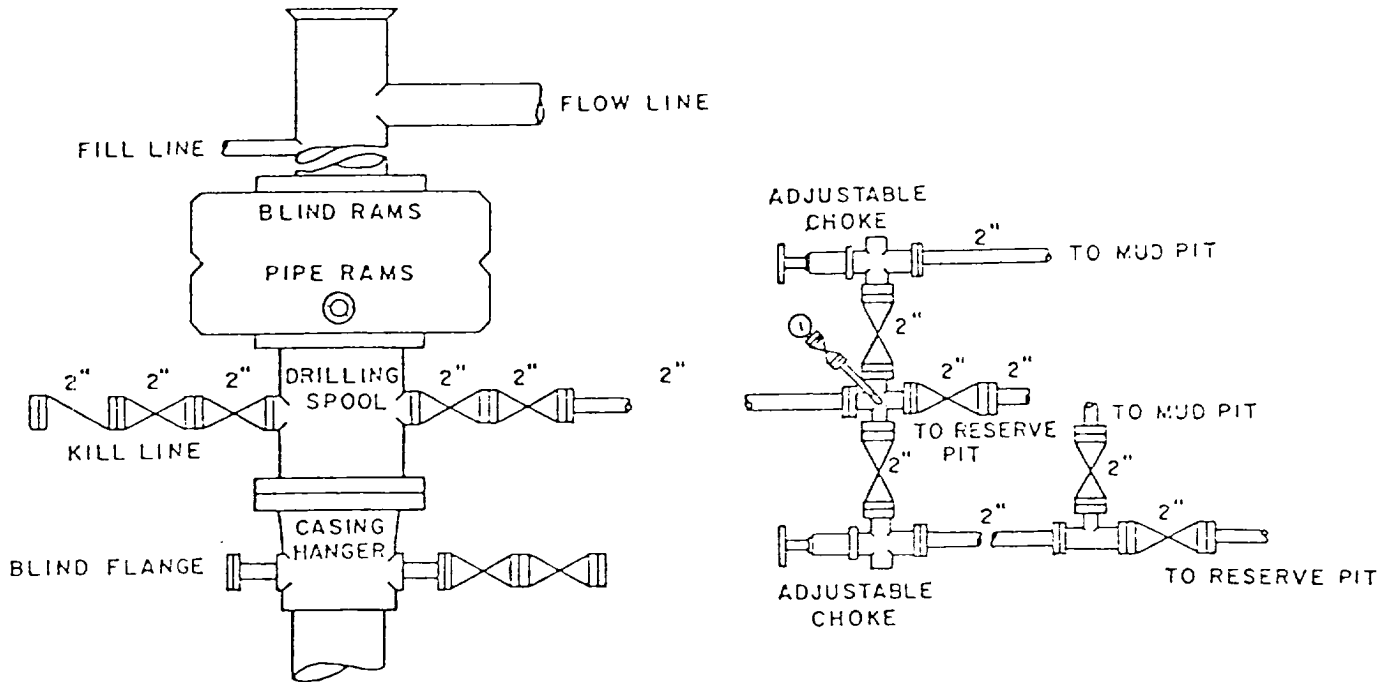 FLOW LINE
FILL LINE
BLIND RAMS
PIPE RAMS
2" 2" 2" DRILLING SPOOL 2" 2" 2"
KILL LINE
CASING
HANGER
BLIND FLANGE
ADJUSTABLE
CHOKE
2"
TO MUD PIT
2"
2" 2"
TO RESERVE
PIT
TO MUD PIT
2"
2"
2"
2"
TO RESERVE PIT
ADJUSTABLE
CHOKE